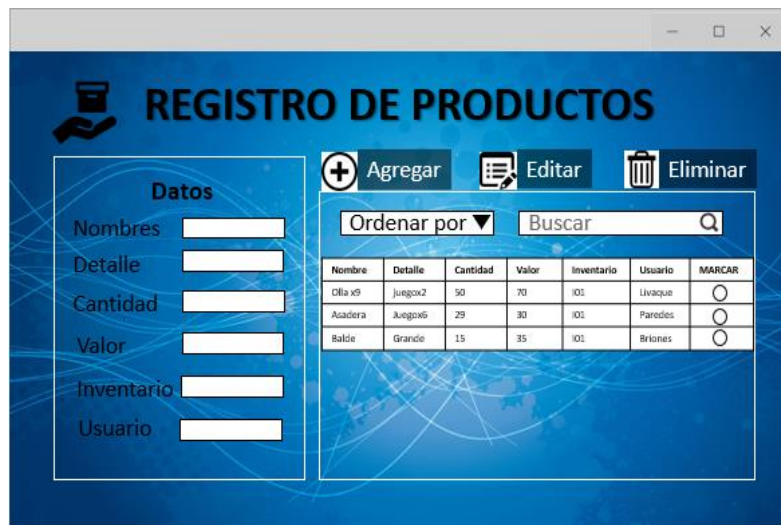 REGISTRO DE PRODUCTOS
Agregar
Editar
Eliminar
Datos
Nombres
Detalle
Cantidad
Valor
Inventario
Usuario
Ordenar por
Buscar
Nombre Detalle Cantidad Valor Inventario Usuario MARCAR
Olla x9 juegox2 50 70 I01 Livaque
Asadera Juegox6 29 30 I01 Paredes
Balde Grande 15 35 I01 Briones